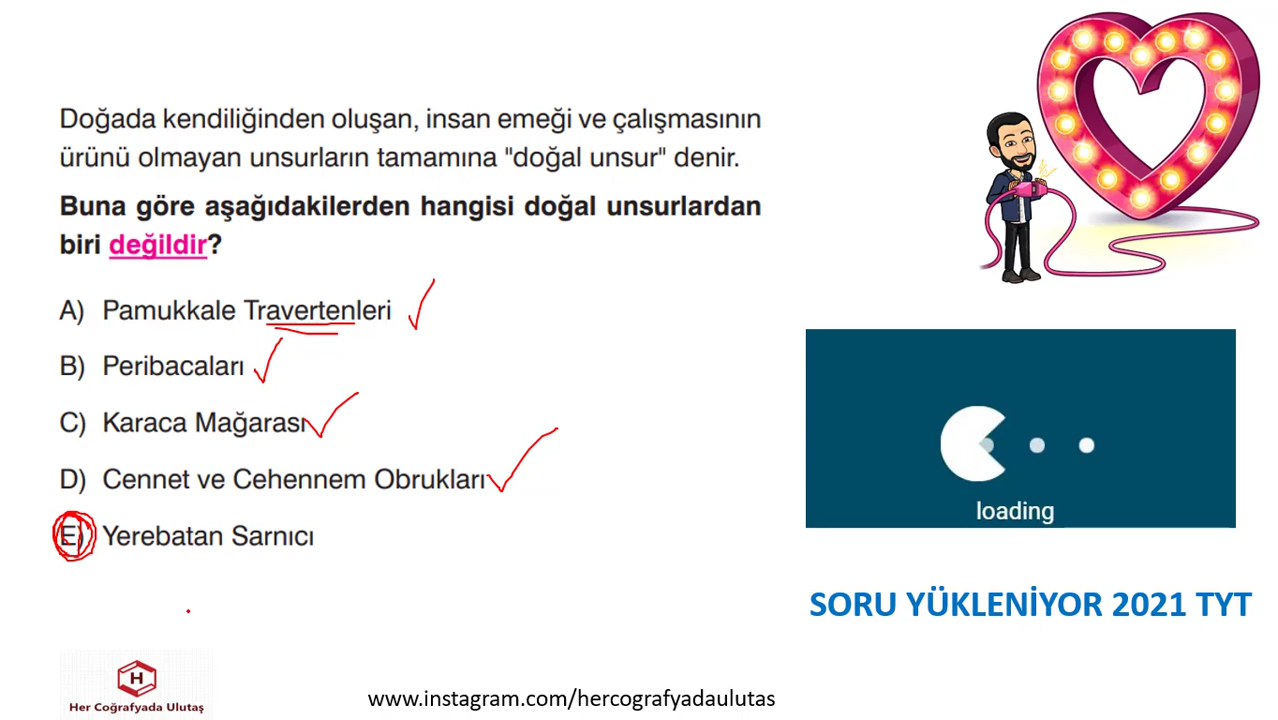 Doğada kendiliğinden oluşan, insan emeği ve çalışmasının
ürünü olmayan unsurların tamamına "doğal unsur" denir.
Buna göre aşağıdakilerden hangisi doğal unsurlardan
biri değildir?
A) Pamukkale Travertenleri
B) Peribacaları
C) Karaca Mağarası
D) Cennet ve Cehennem Obrukları
E) Yerebatan Sarnıcı
loading
SORU YÜKLENİYOR 2021 TYT
H
Her Coğrafyada Ulutaş
www.instagram.com/hercografyadaulutas